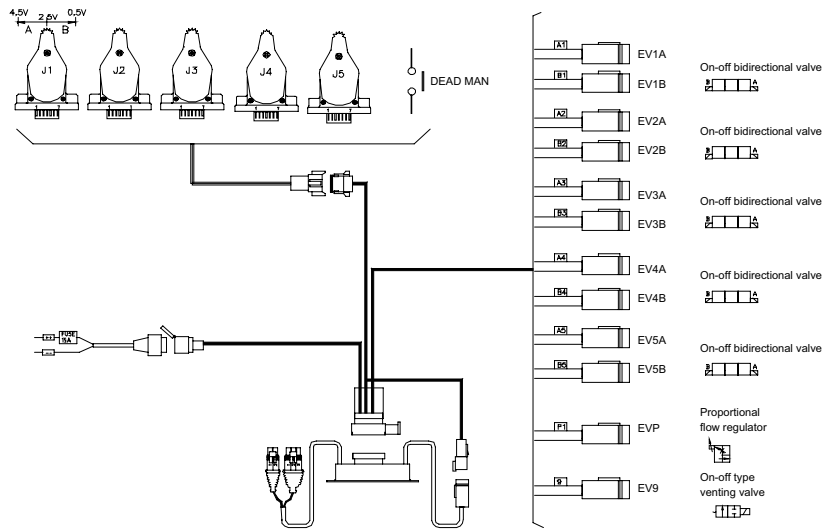 4.5V 2.5V 0.5V
A B
J1 J2 J3 J4 J5
DEAD MAN
FUSE
15A
A1 EV1A
B1 EV1B
On-off bidirectional valve
B A
A2 EV2A
B2 EV2B
On-off bidirectional valve
B A
A3 EV3A
B3 EV3B
On-off bidirectional valve
B A
A4 EV4A
B4 EV4B
On-off bidirectional valve
B A
A5 EV5A
EV5B
On-off bidirectional valve
B A
P1 EVP
Proportional
flow regulator
9 EV9
On-off type
venting valve